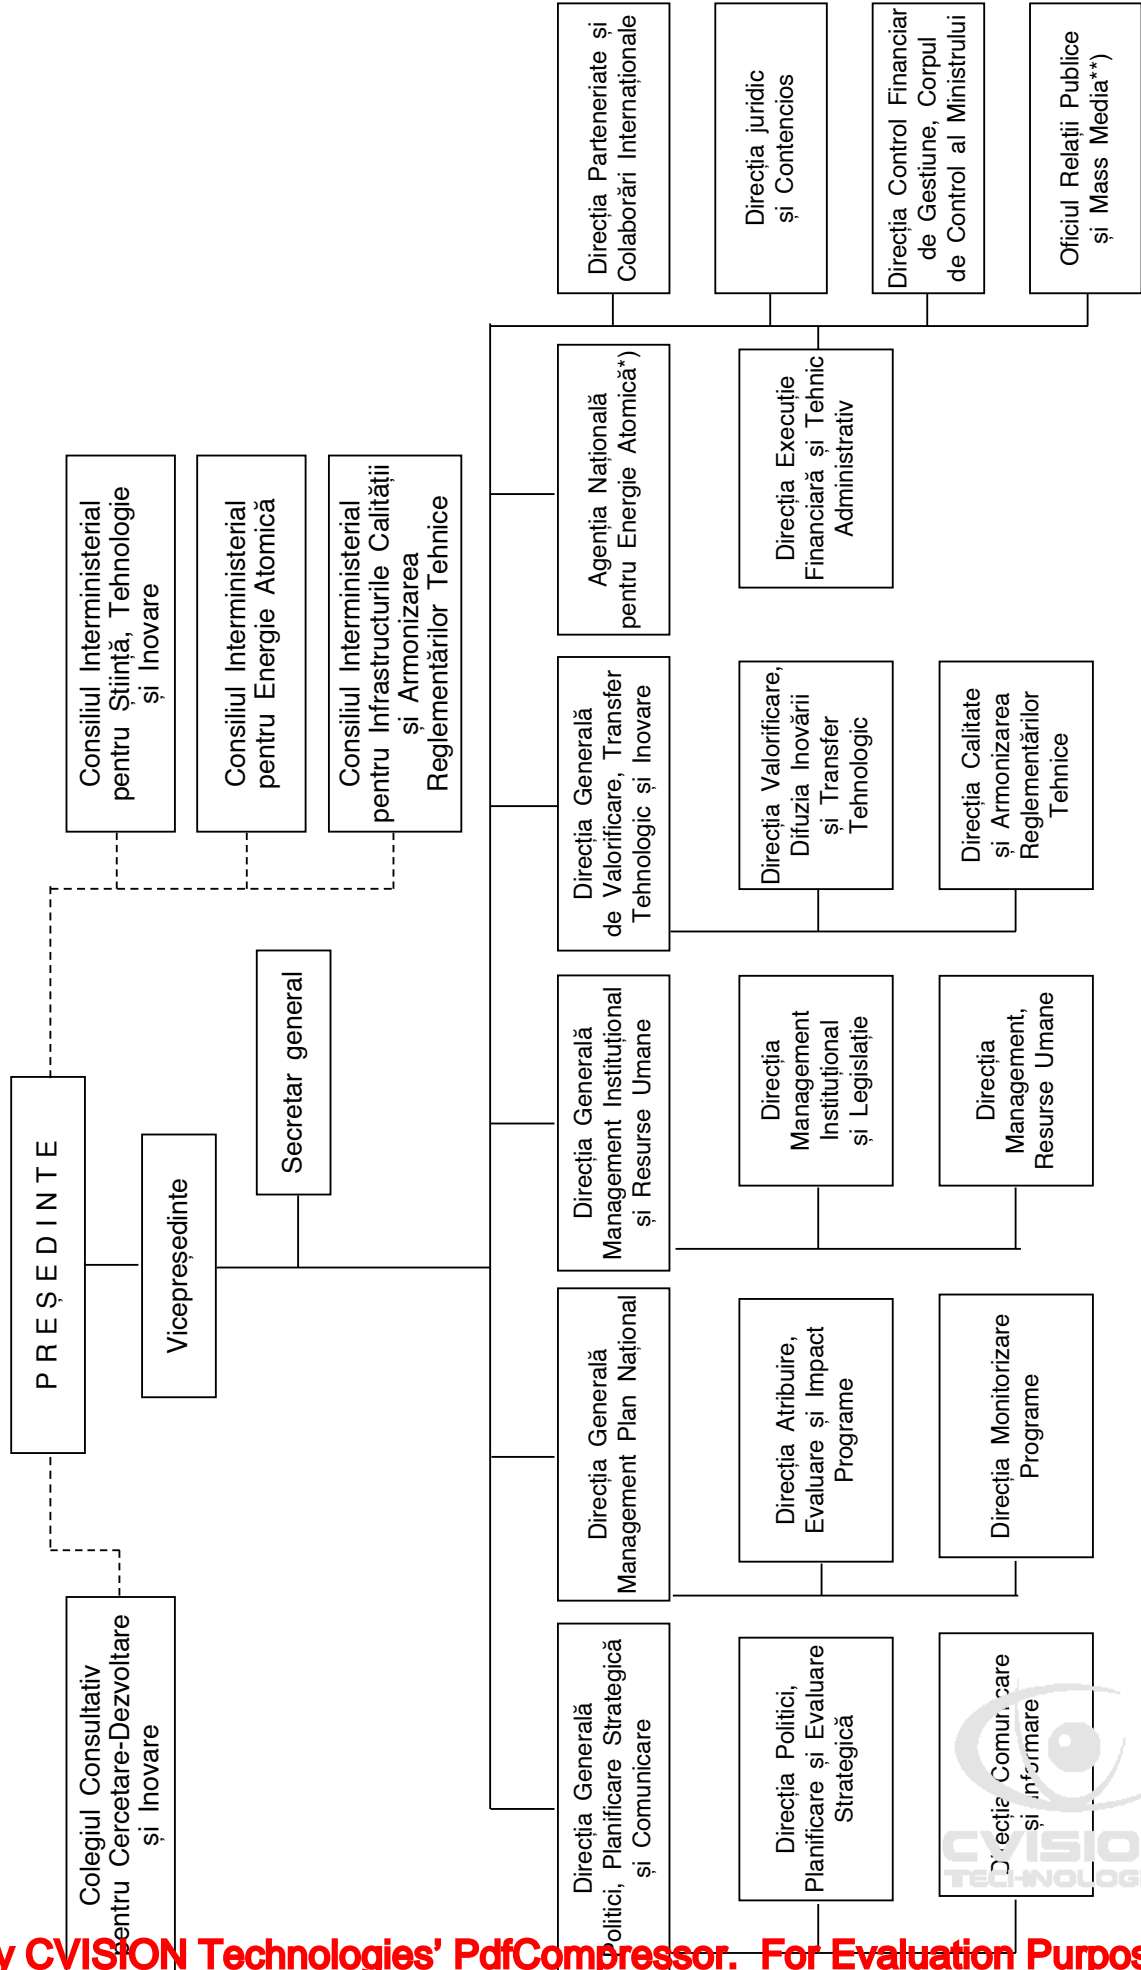 PREȘEDINTE
Vicepreședinte
Secretar general
Colegiul Consultativ
pentru Cercetare-Dezvoltare
și Inovare
Consiliul Interministerial
pentru Știință, Tehnologie
și Inovare
Consiliul Interministerial
pentru Energie Atomică
Consiliul Interministerial
pentru Infrastructurile Calității
și Armonizarea
Reglementărilor Tehnice
Direcția Generală
Politici, Planificare Strategică
și Comunicare
Direcția Politici,
Planificare și Evaluare
Strategică
Direcția Comunicare
și Informare
Direcția Generală
Management Plan Național
Direcția Atribuire,
Evaluare și Impact
Programe
Direcția Monitorizare
Programe
Direcția Generală
Management Instituțional
și Resurse Umane
Direcția
Management
Instituțional
și Legislație
Direcția
Management,
Resurse Umane
Direcția Generală
de Valorificare, Transfer
Tehnologic și Inovare
Direcția Valorificare,
Difuzia Inovării
și Transfer
Tehnologic
Direcția Calitate
și Armonizarea
Reglementărilor
Tehnice
Agenția Națională
pentru Energie Atomică*)
Direcția Execuție
Financiară și Tehnic
Administrativ
Direcția Parteneriate și
Colaborări Internaționale
Direcția juridic
și Contencios
Direcția Control Financiar
de Gestiune, Corpul
de Control al Ministrului
Oficiul Relații Publice
și Mass Media**)
CVISIO
TECHNOLOGI
y CVISION Technologies’ PdfCompressor. For Evaluation Purpos